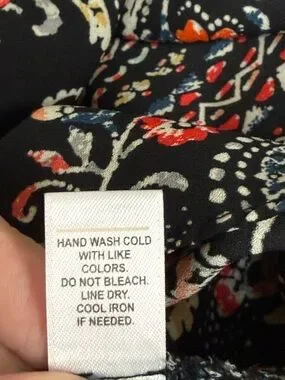 HAND WASH COLD
WITH LIKE
COLORS.
DO NOT BLEACH.
LINE DRY.
COOL IRON
IF NEEDED.